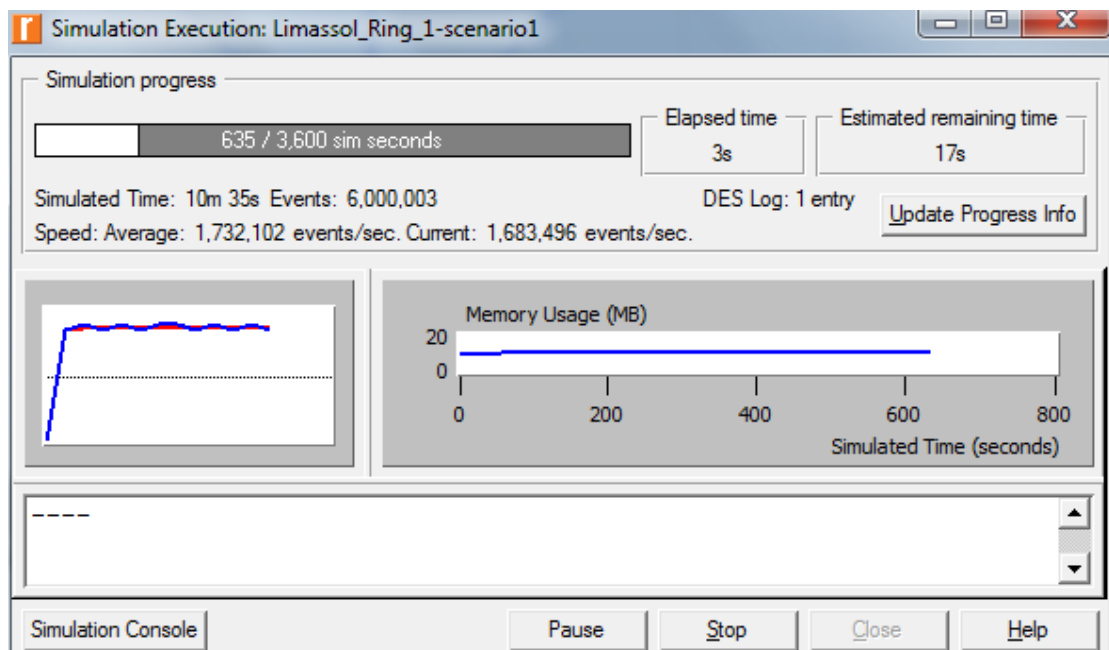 Simulation Execution: Limassol_Ring_1-scenario1
Simulation progress
635 / 3,600 sim seconds
Elapsed time
3s
Estimated remaining time
17s
Simulated Time: 10m 35s Events: 6,000,003
DES Log: 1 entry
Speed: Average: 1,732,102 events/sec. Current: 1,683,496 events/sec.
Update Progress Info
Memory Usage (MB)
20
0
0 200 400 600 800
Simulated Time (seconds)
----
Simulation Console
Pause
Stop
Close
Help